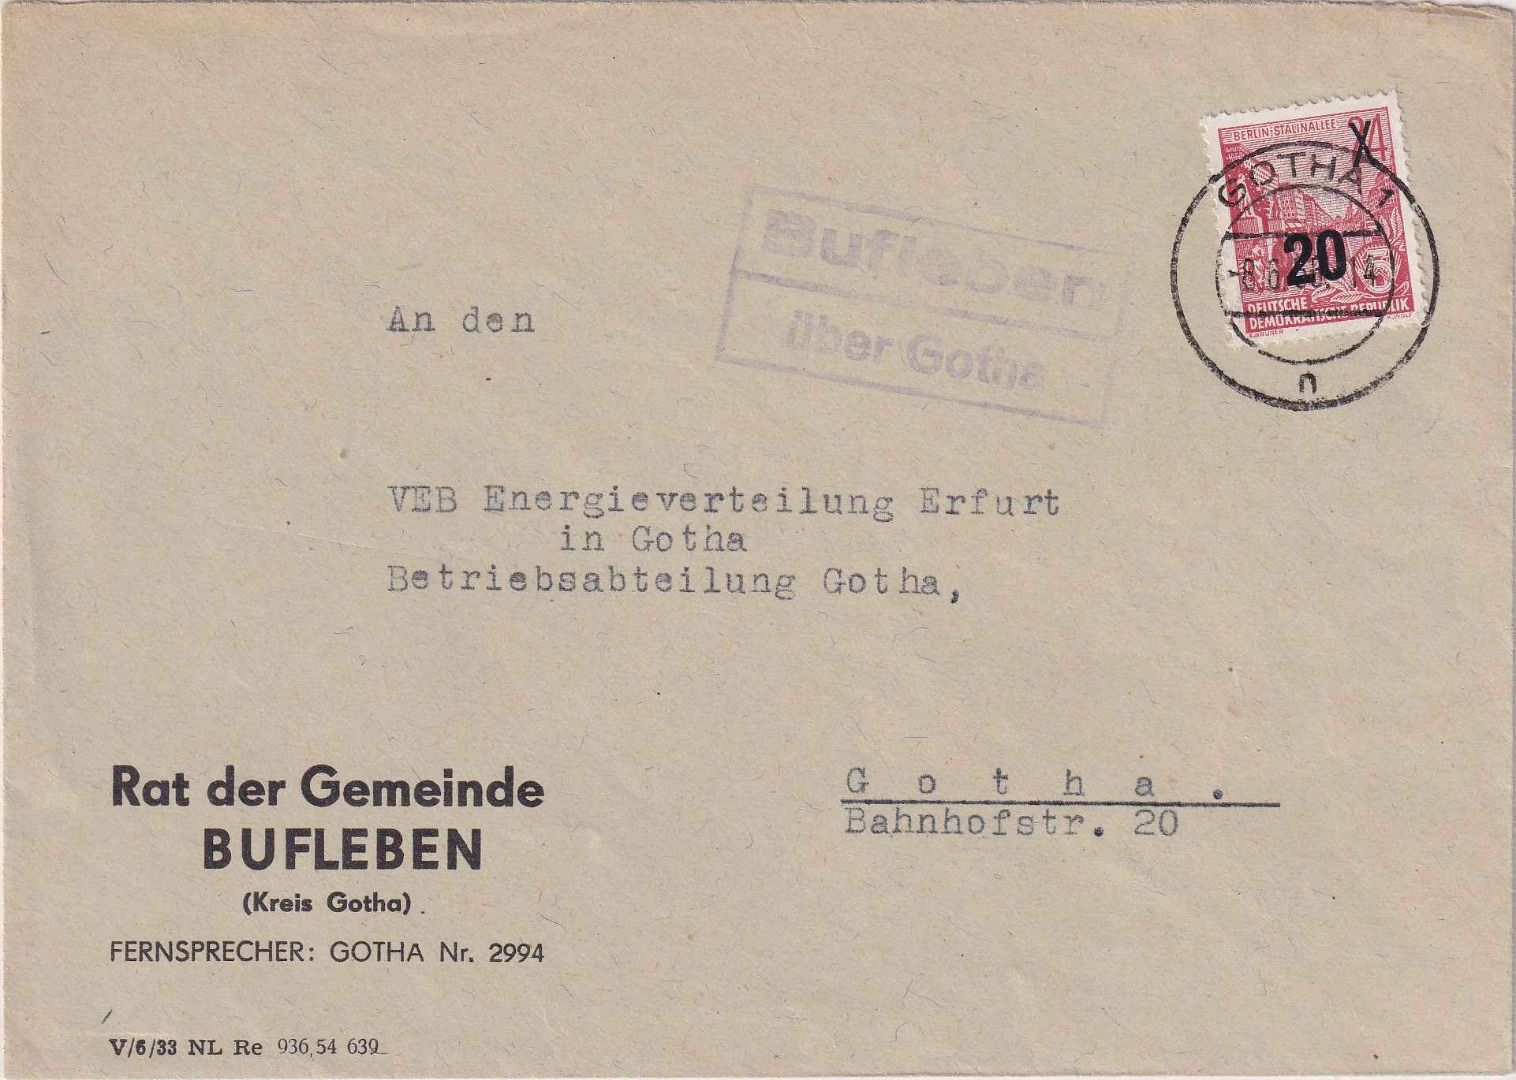 BERLIN-STALINALLEE 24
GOTHA 1
20
5
DEUTSCHE
DEMOKRATISCHE REPUBLIK
n
Bufleben
über Gotha
An den
VEB Energieverteilung Erfurt
in Gotha
Betriebsabteilung Gotha,
G o t h a .
Bahnhofstr. 20
Rat der Gemeinde
BUFLEBEN
(Kreis Gotha)
FERNSPRECHER: GOTHA Nr. 2994
V/6/33 NL Re 936, 54 639